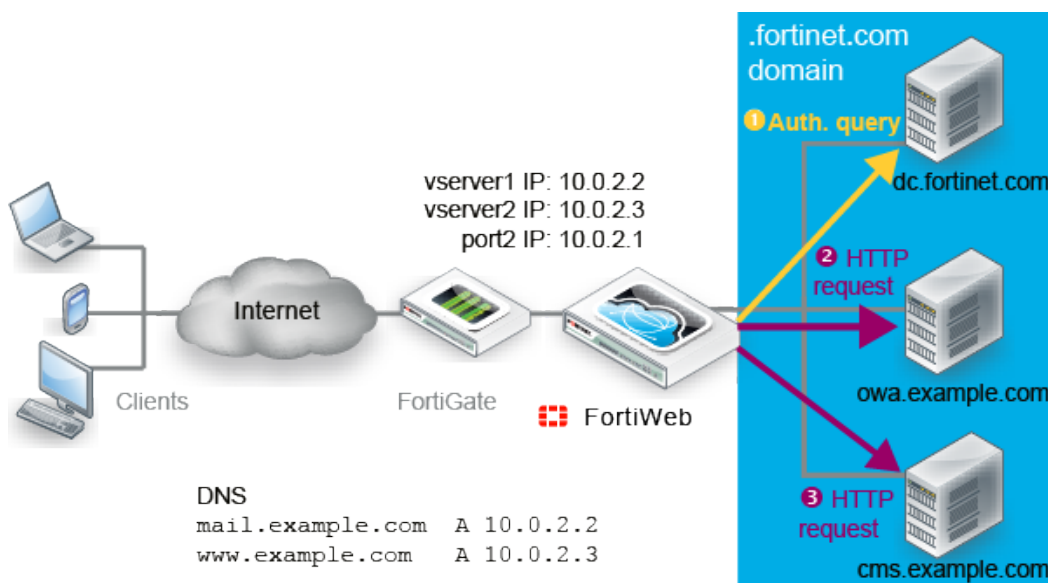 .fortinet.com
domain
1 Auth. query
dc.fortinet.com
vserver1 IP: 10.0.2.2
vserver2 IP: 10.0.2.3
port2 IP: 10.0.2.1
2 HTTP
request
Internet
Clients
FortiGate
FortiWeb
owa.example.com
DNS
mail.example.com A 10.0.2.2
www.example.com A 10.0.2.3
3 HTTP
request
cms.example.com